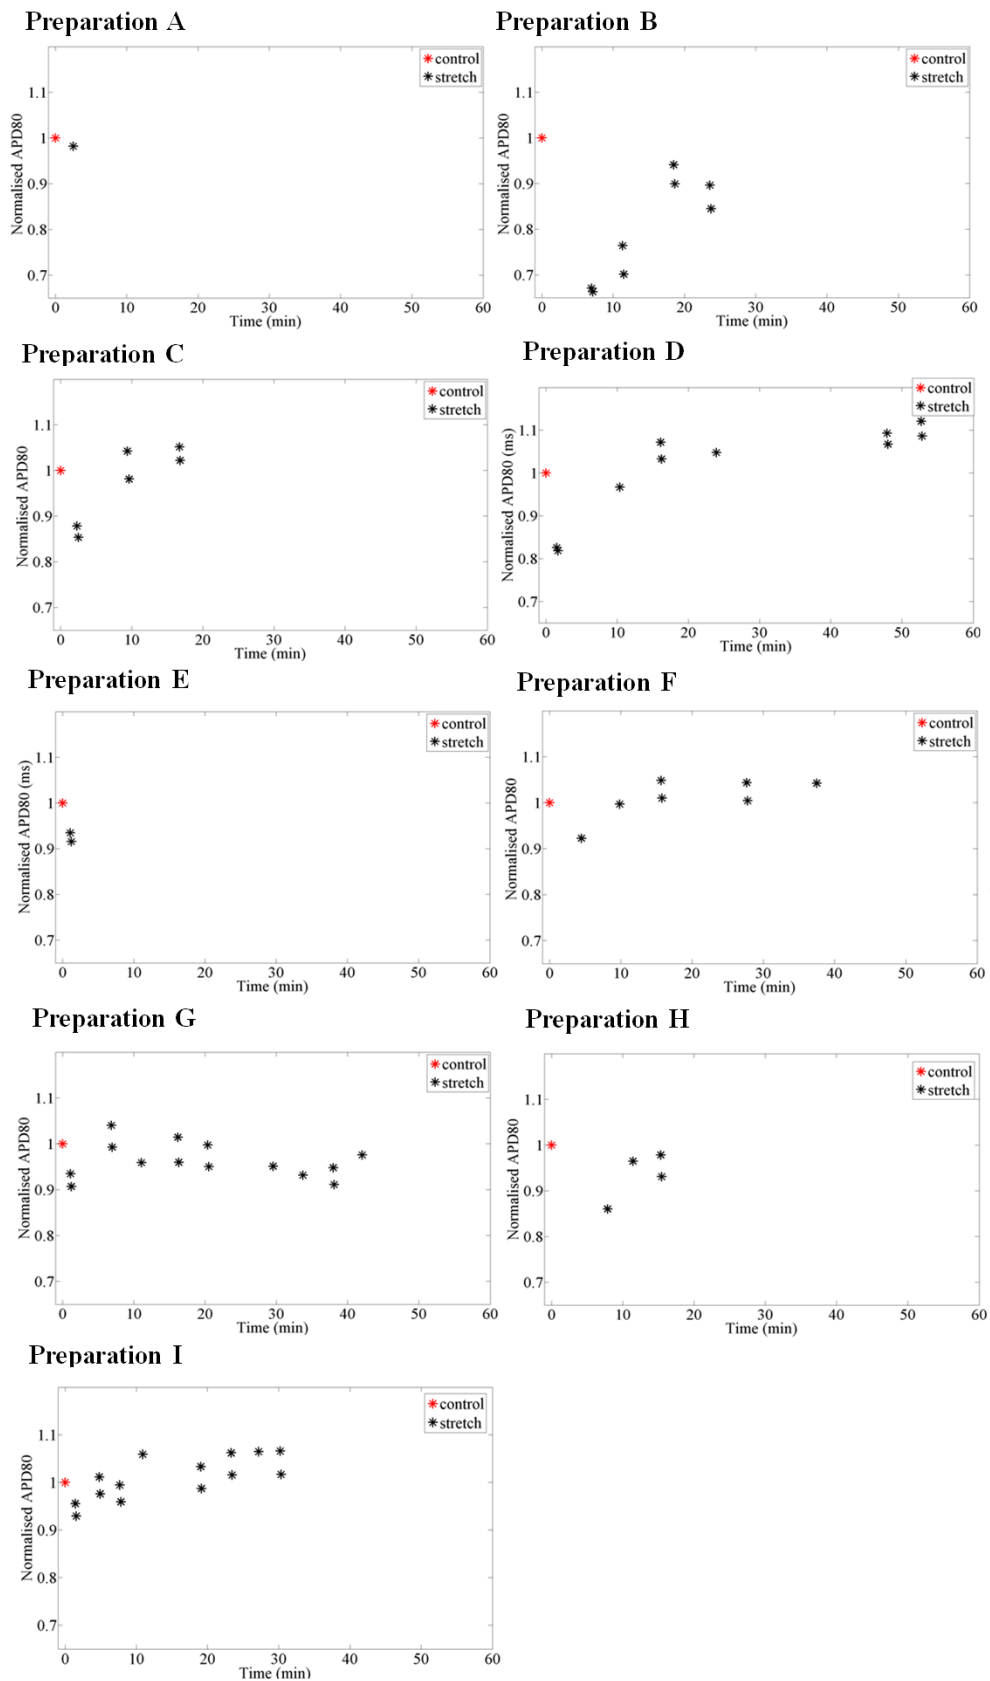 Preparation A
Preparation B
control
stretch
1.1
1
0.9
0.8
0.7
Normalised APD80
0 10 20 30 40 50 60
Time (min)
control
stretch
1.1
1
0.9
0.8
0.7
Normalised APD80
0 10 20 30 40 50 60
Time (min)
Preparation C
Preparation D
control
stretch
1.1
1
0.9
0.8
0.7
Normalised APD80
0 10 20 30 40 50 60
Time (min)
control
stretch
1.1
1
0.9
0.8
0.7
Normalised APD80 (ms)
0 10 20 30 40 50 60
Time (min)
Preparation E
Preparation F
control
stretch
1.1
1
0.9
0.8
0.7
Normalised APD80 (ms)
0 10 20 30 40 50 60
Time (min)
control
stretch
1.1
1
0.9
0.8
0.7
Normalised APD80
0 10 20 30 40 50 60
Time (min)
Preparation G
Preparation H
control
stretch
1.1
1
0.9
0.8
0.7
Normalised APD80
0 10 20 30 40 50 60
Time (min)
control
stretch
1.1
1
0.9
0.8
0.7
Normalised APD80
0 10 20 30 40 50 60
Time (min)
Preparation I
control
stretch
1.1
1
0.9
0.8
0.7
Normalised APD80
0 10 20 30 40 50 60
Time (min)